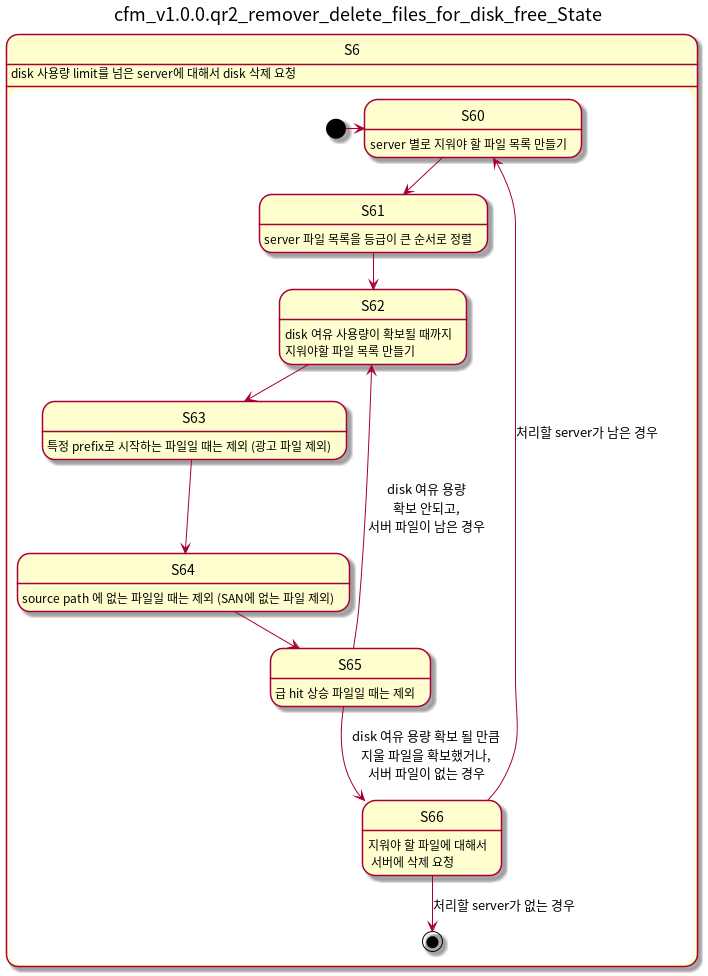 cfm_v1.0.0.qr2_remover_delete_files_for_disk_free_State
S6
disk 사용량 limit를 넘은 server에 대해서 disk 삭제 요청
S60
server 별로 지워야 할 파일 목록 만들기
S61
server 파일 목록을 등급이 큰 순서로 정렬
S62
disk 여유 사용량이 확보될 때까지
지워야할 파일 목록 만들기
S63
특정 prefix로 시작하는 파일일 때는 제외 (광고 파일 제외)
처리할 server가 남은 경우
disk 여유 용량
확보 안되고,
서버 파일이 남은 경우
S64
source path 에 없는 파일일 때는 제외 (SAN에 없는 파일 제외)
S65
급 hit 상승 파일일 때는 제외
disk 여유 용량 확보 될 만큼
지울 파일을 확보했거나,
서버 파일이 없는 경우
S66
지워야 할 파일에 대해서
서버에 삭제 요청
처리할 server가 없는 경우